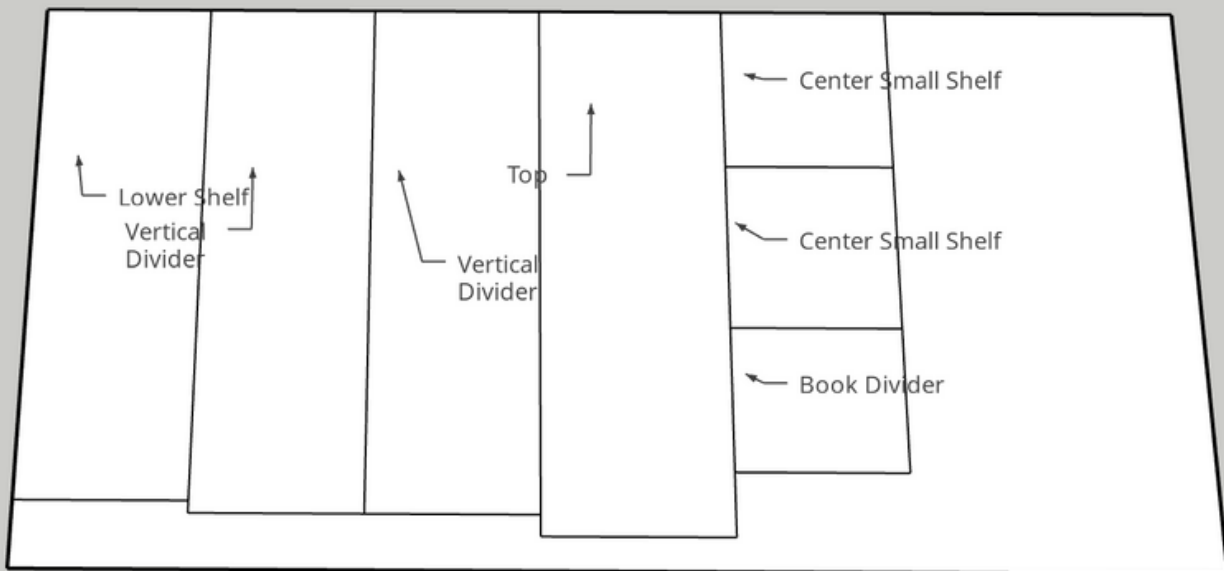 Center Small Shelf
Top
Lower Shelf
Vertical
Divider
Center Small Shelf
Vertical
Divider
Book Divider